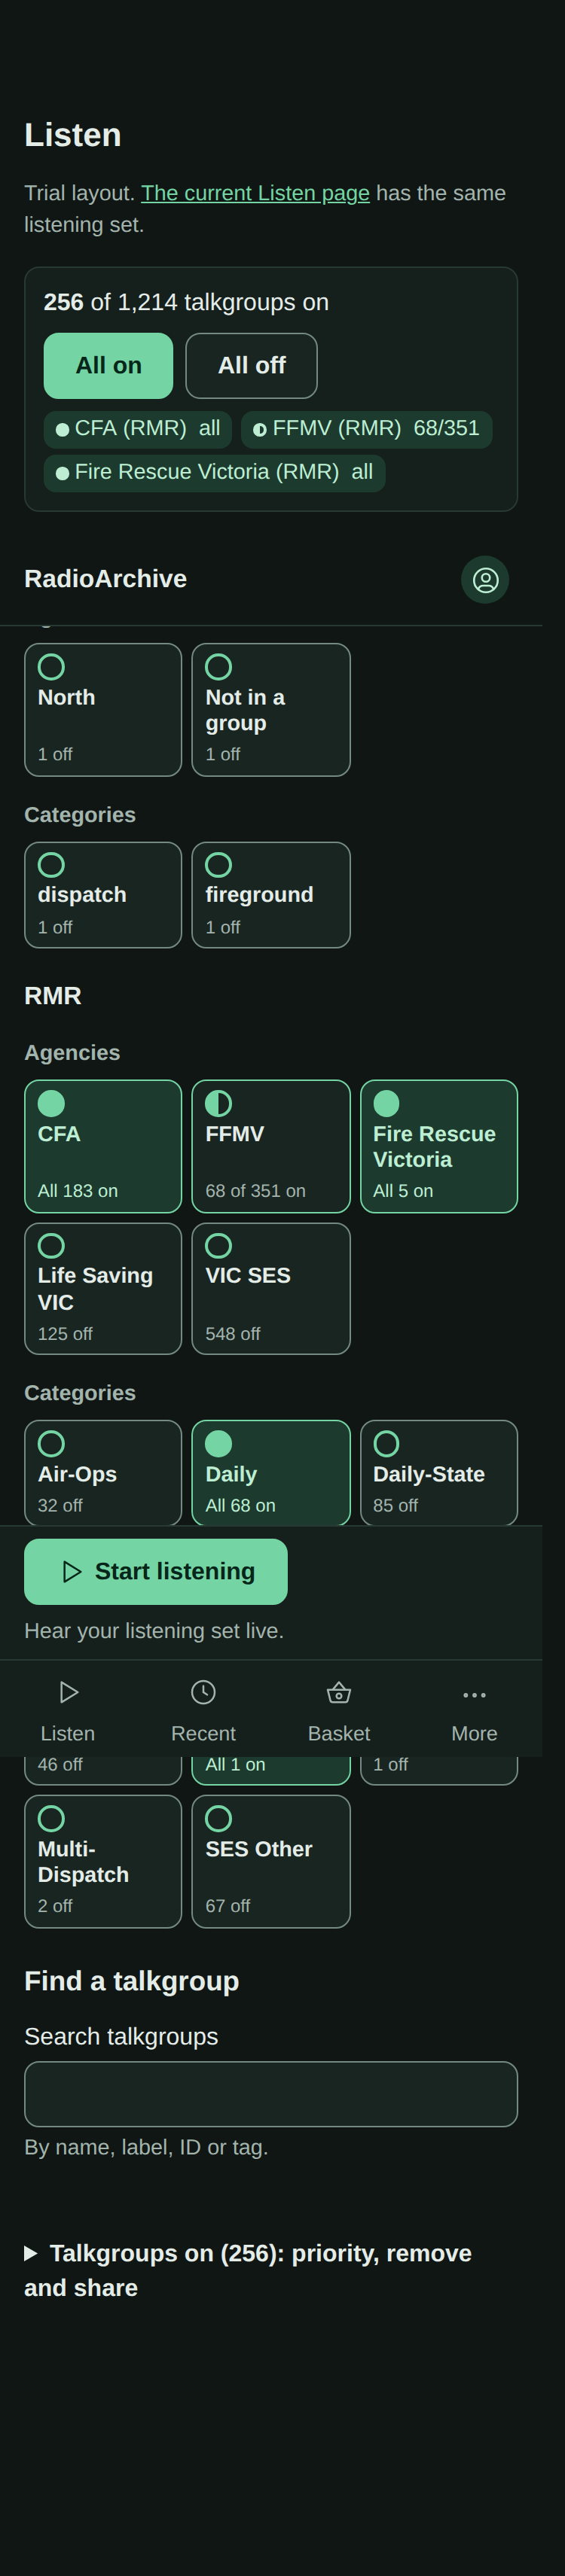 Listen
Trial layout. The current Listen page has the same
listening set.
256 of 1,214 talkgroups on
All on
All off
CFA (RMR) all
FFMV (RMR) 68/351
Fire Rescue Victoria (RMR) all
RadioArchive
North
1 off
Not in a
group
1 off
Categories
dispatch
1 off
fireground
1 off
RMR
Agencies
CFA
All 183 on
FFMV
68 of 351 on
Fire Rescue
Victoria
All 5 on
Life Saving
VIC
125 off
VIC SES
548 off
Categories
Air-Ops
32 off
Daily
All 68 on
Daily-State
85 off
Start listening
Hear your listening set live.
Listen
Recent
Basket
More
46 off
All 1 on
1 off
Multi-
Dispatch
2 off
SES Other
67 off
Find a talkgroup
Search talkgroups
By name, label, ID or tag.
Talkgroups on (256): priority, remove
and share